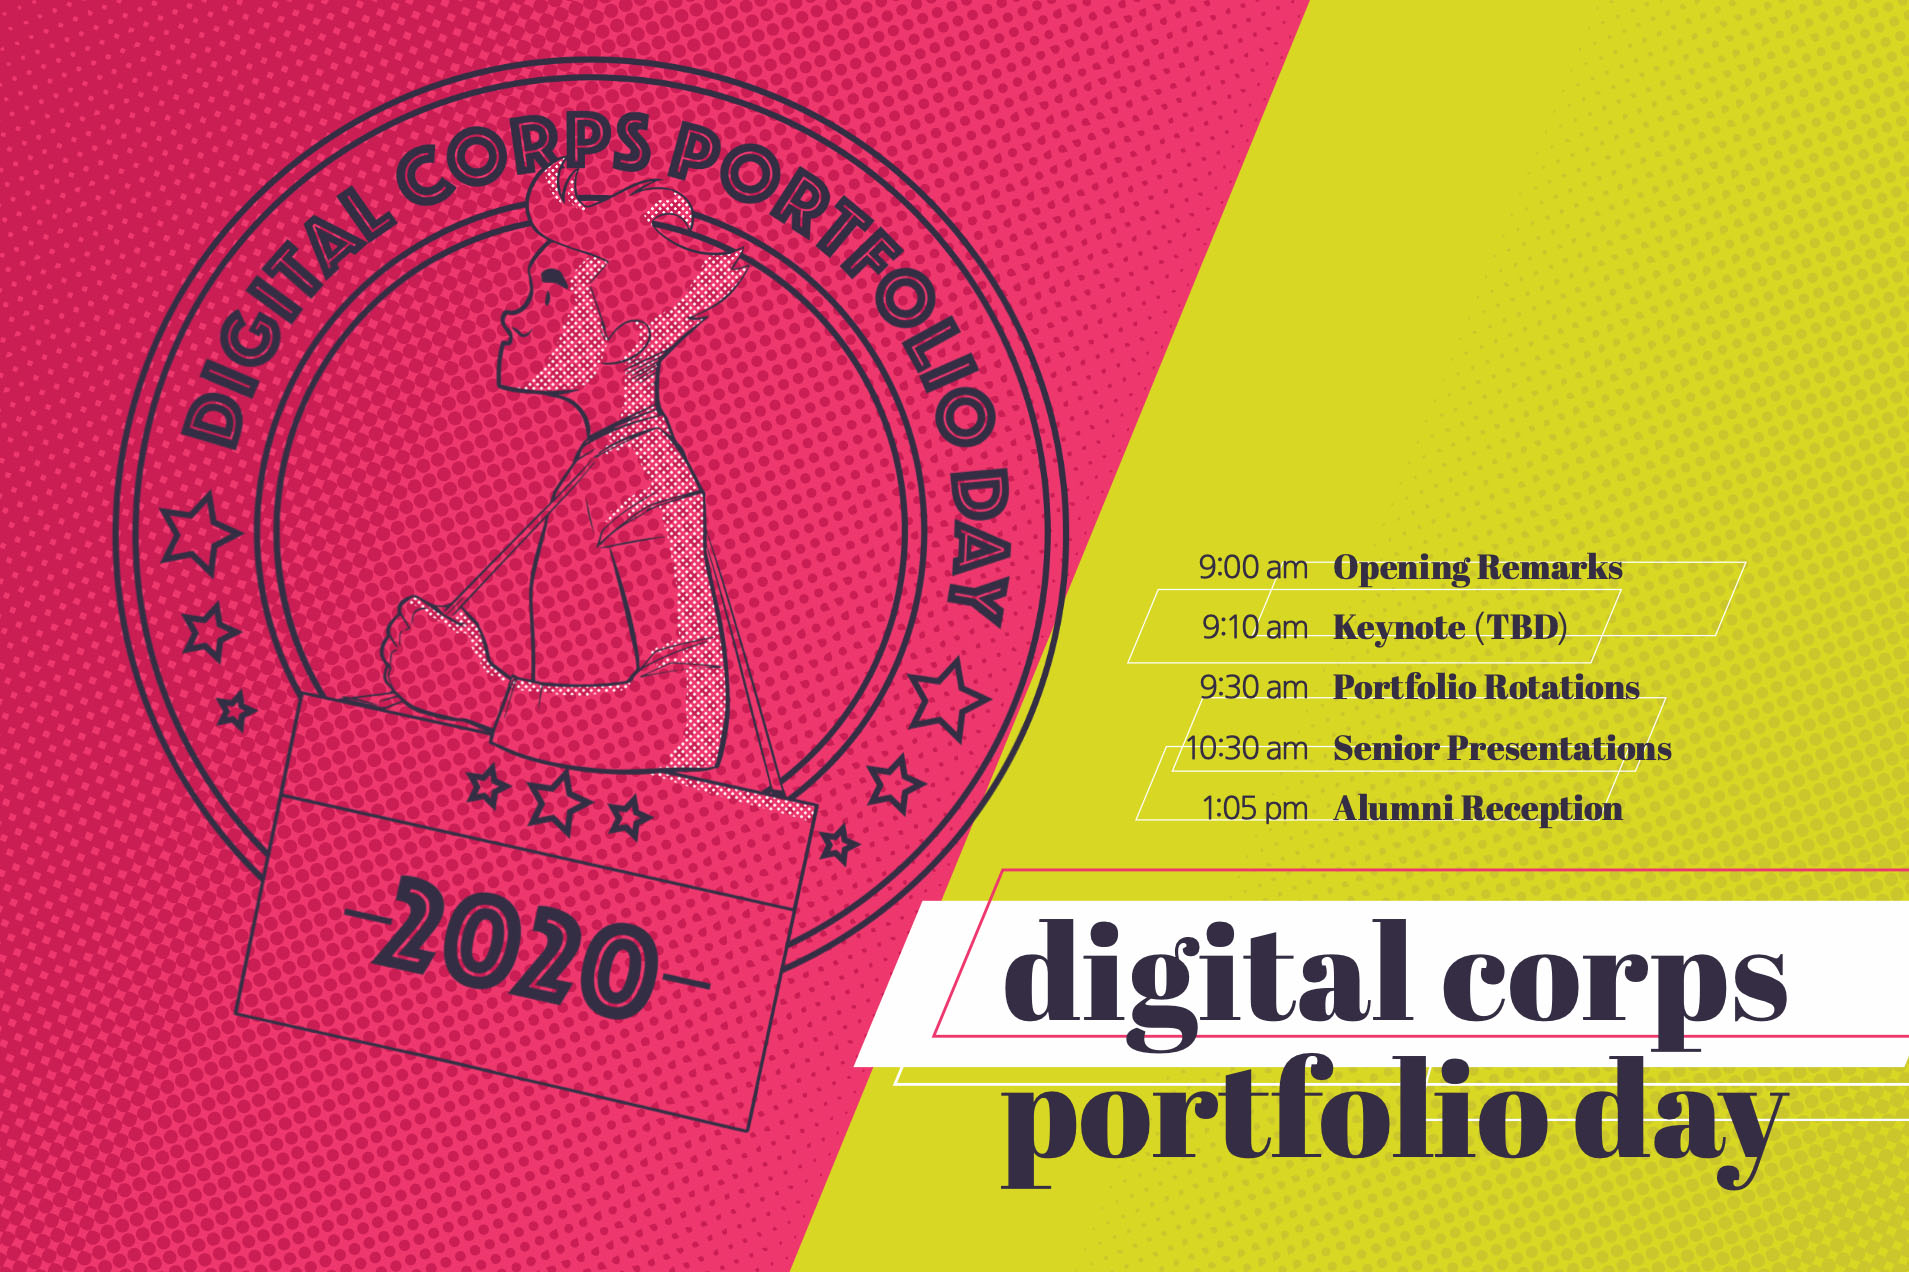 DIGITAL CORPS PORTFOLIO DAY
2020
9:00 am Opening Remarks
9:10 am Keynote (TBD)
9:30 am Portfolio Rotations
10:30 am Senior Presentations
1:05 pm Alumni Reception
digital corps
portfolio day